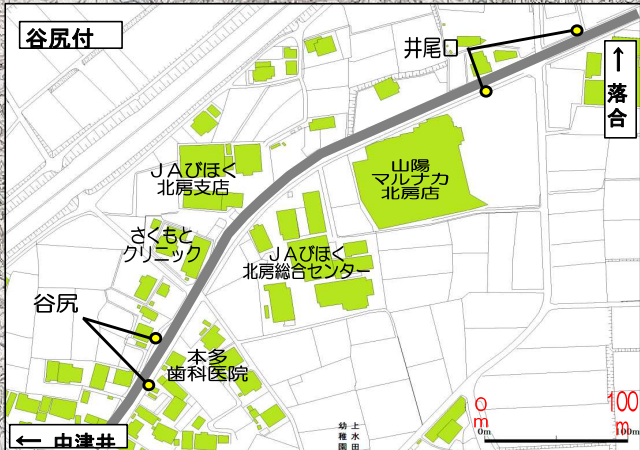 谷尻付
井尾口
↑
落合
JAびほく
北房支店
山陽
マルナカ
北房店
さくもと
クリニック
JAびほく
北房総合センター
谷尻
本多
歯科医院
上水田
幼稚園
0m
100m
0m
100m
← 中津井